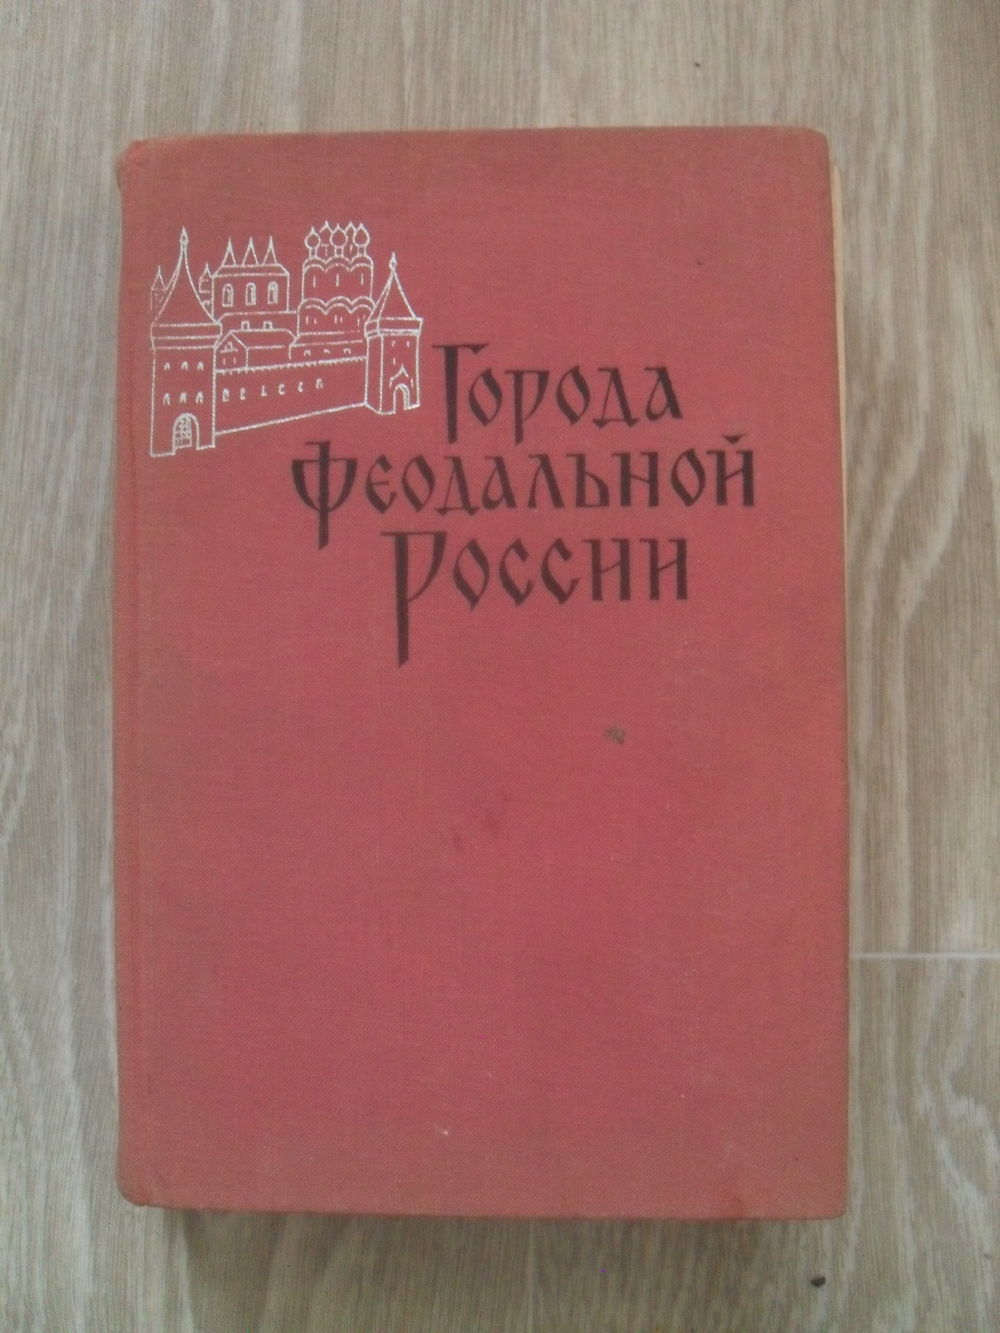 Города
феодальной
России